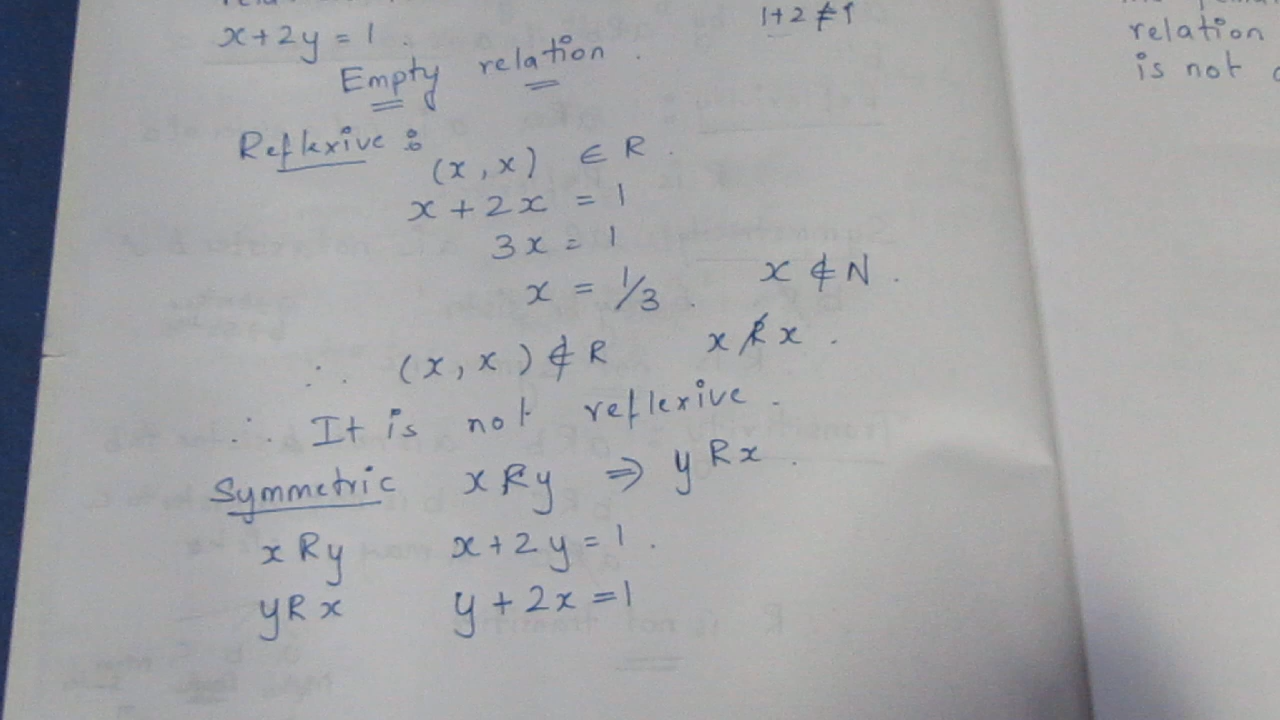 1+2 ≠ 1
x+2y = 1.
Empty relation.
Reflexive :
(x,x) ∈ R.
x + 2x = 1
3x = 1
x = 1/3. x ∉ N.
∴ (x,x) ∉ R x R̸ x.
∴ It is not reflexive.
Symmetric x R y ⇒ y R x.
x R y x+2y = 1.
y R x y+2x = 1
relation
is not